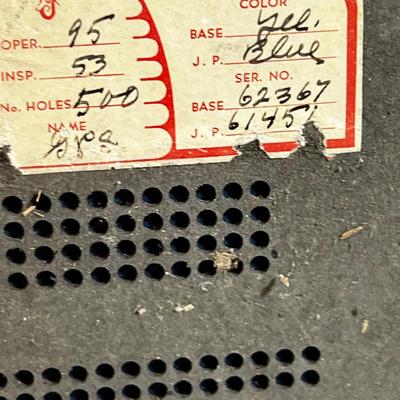 OPER. 95
INSP. 53
No. HOLES 500
NAME
COLOR
BASE Yel.
J. P. Blue
SER. NO.
BASE 62367
J. P. 61451